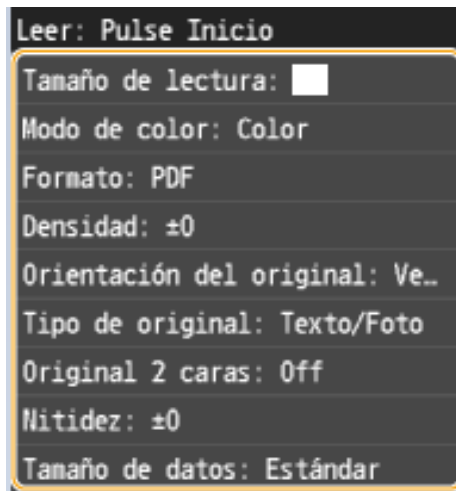 Leer: Pulse Inicio
Tamaño de lectura:
Modo de color: Color
Formato: PDF
Densidad: ±0
Orientación del original: Ve…
Tipo de original: Texto/Foto
Original 2 caras: Off
Nitidez: ±0
Tamaño de datos: Estándar